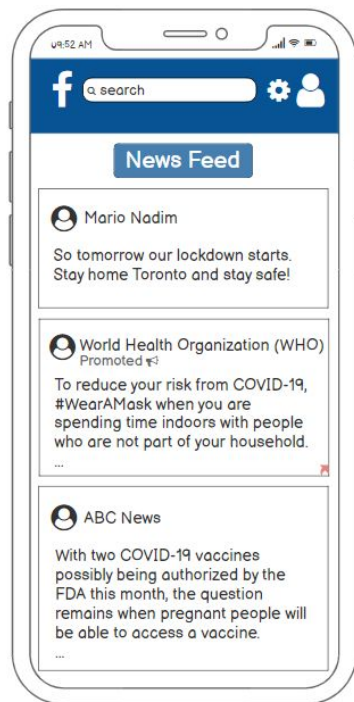 09:52 AM
f
search
News Feed
Mario Nadim
So tomorrow our lockdown starts.
Stay home Toronto and stay safe!
World Health Organization (WHO)
Promoted
To reduce your risk from COVID-19,
#WearAMask when you are
spending time indoors with people
who are not part of your household.
...
ABC News
With two COVID-19 vaccines
possibly being authorized by the
FDA this month, the question
remains when pregnant people will
be able to access a vaccine.
...